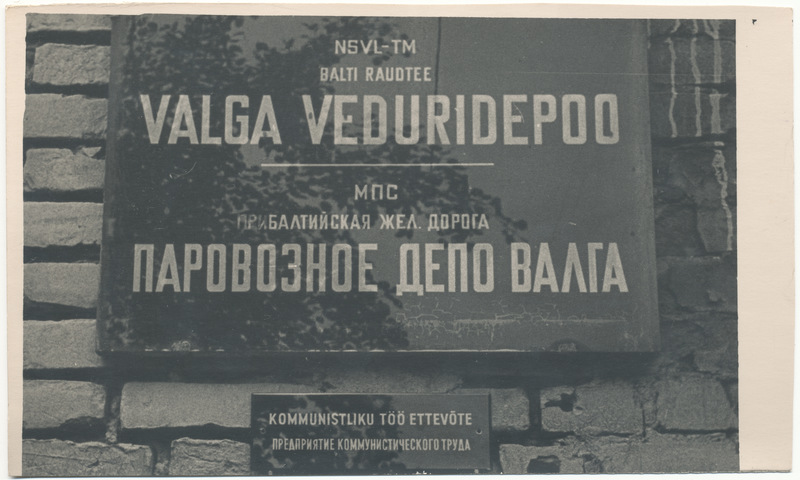 NSVL-TM
BALTI RAUDTEE
VALGA VEDURIDEPOO
МПС
ПРИБАЛТИЙСКАЯ ЖЕЛ. ДОРОГА
ПАРОВОЗНОЕ ДЕПО ВАЛГА
KOMMUNISTLIKU TÖÖ ETTEVÕTE
ПРЕДПРИЯТИЕ КОММУНИСТИЧЕСКОГО ТРУДА